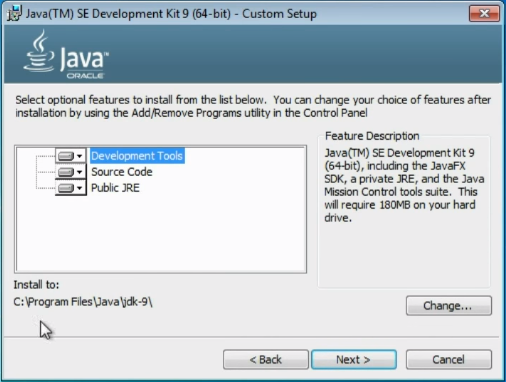 Java(TM) SE Development Kit 9 (64-bit) - Custom Setup
Java™
ORACLE
Select optional features to install from the list below. You can change your choice of features after
installation by using the Add/Remove Programs utility in the Control Panel
Development Tools
Source Code
Public JRE
Feature Description
Java(TM) SE Development Kit 9
(64-bit), including the JavaFX
SDK, a private JRE, and the Java
Mission Control tools suite. This
will require 180MB on your hard
drive.
Install to:
C:\Program Files\Java\jdk-9\
Change...
< Back
Next >
Cancel